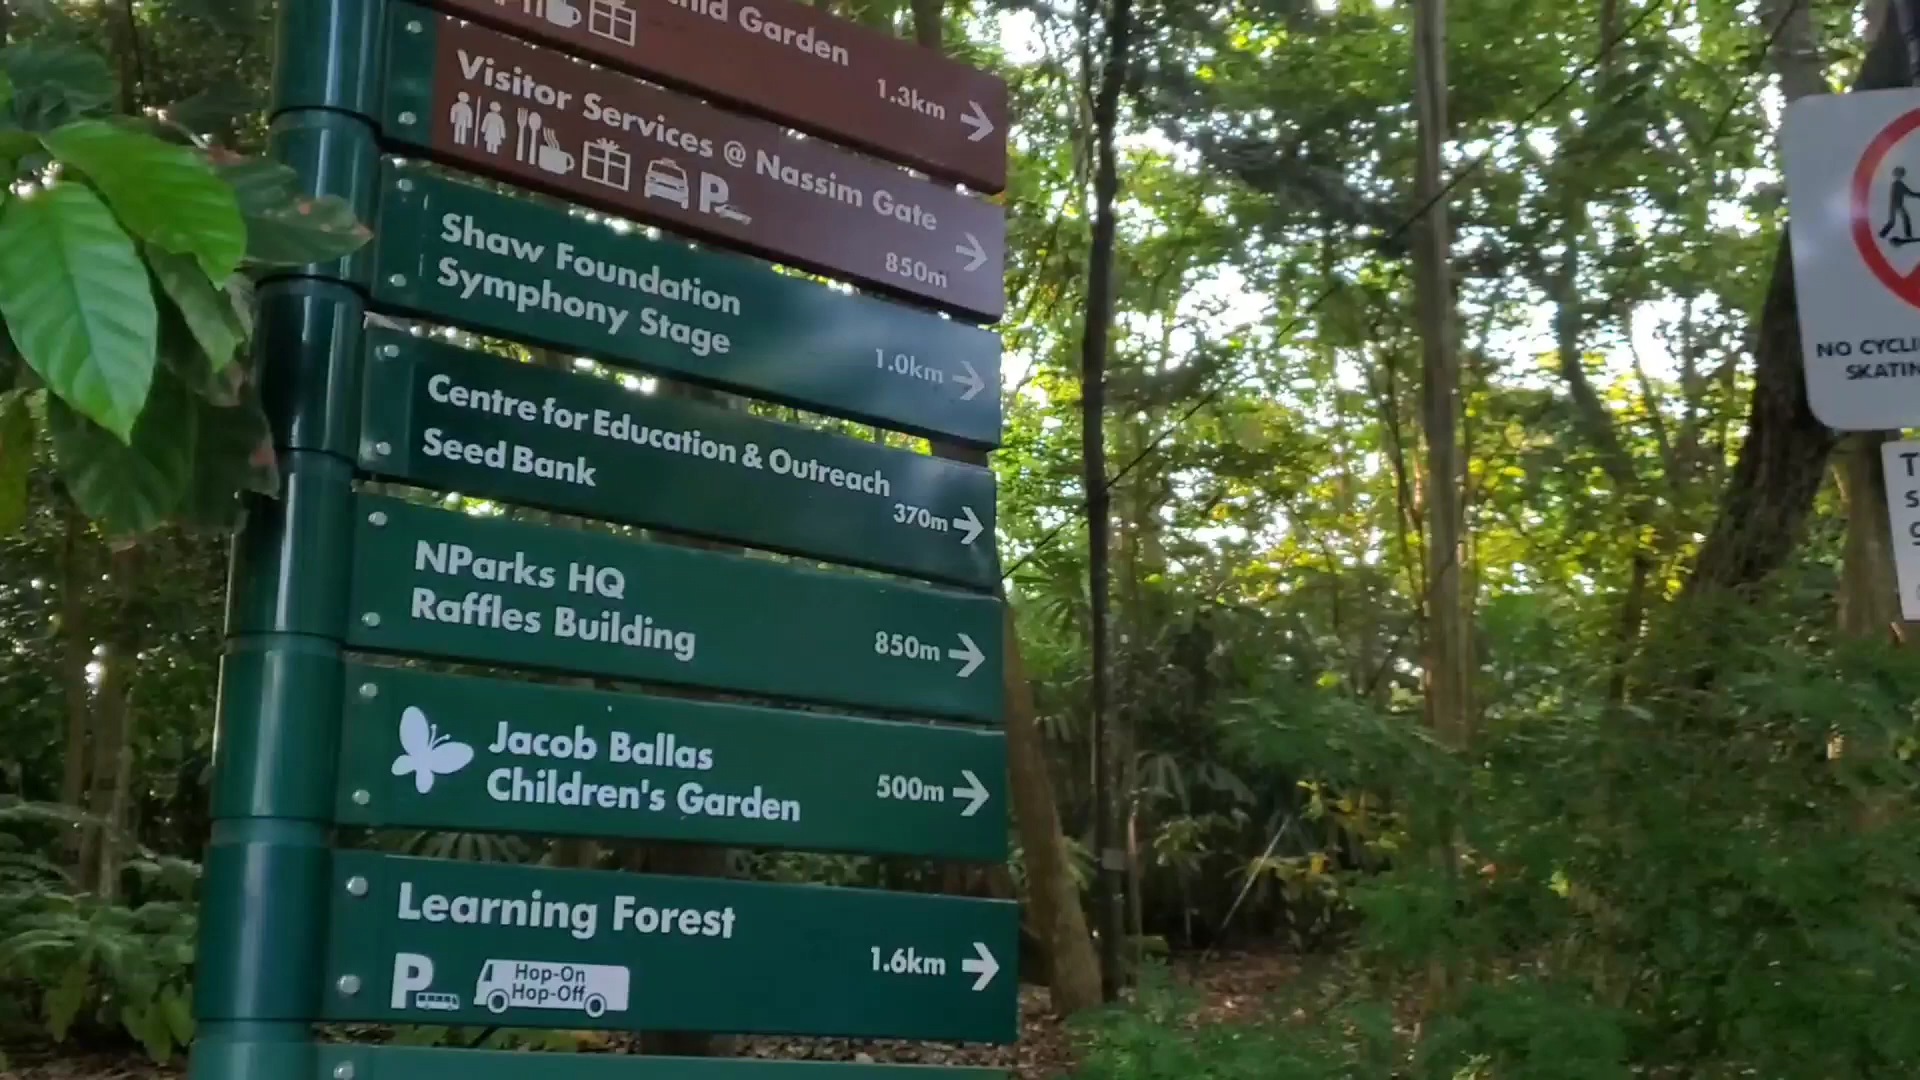 Garden
1.3km
Visitor Services @ Nassim Gate
P
850m
Shaw Foundation
Symphony Stage
1.0km
Centre for Education & Outreach
Seed Bank
370m
NParks HQ
Raffles Building
850m
Jacob Ballas
Children's Garden
500m
Learning Forest
1.6km
P
Hop-On
Hop-Off
NO